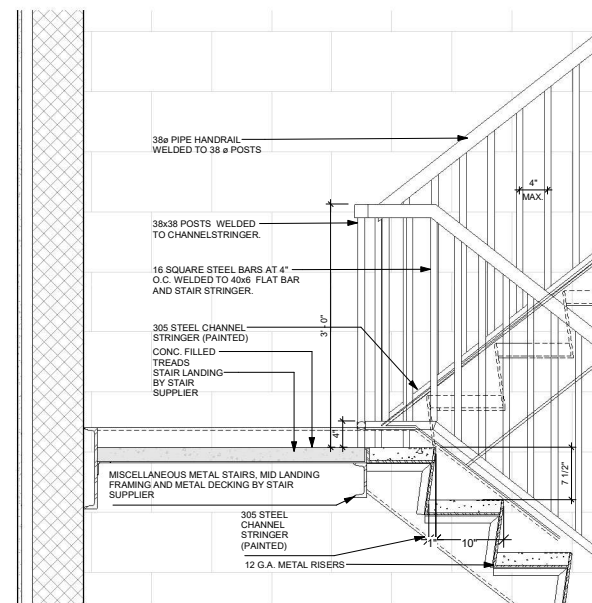 38ø PIPE HANDRAIL
WELDED TO 38 ø POSTS
4"
MAX.
38x38 POSTS WELDED
TO CHANNELSTRINGER.
16 SQUARE STEEL BARS AT 4"
O.C. WELDED TO 40x6 FLAT BAR
AND STAIR STRINGER.
3'- 0"
305 STEEL CHANNEL
STRINGER (PAINTED)
CONC. FILLED
TREADS
STAIR LANDING
BY STAIR
SUPPLIER
4"
7 1/2"
MISCELLANEOUS METAL STAIRS, MID LANDING
FRAMING AND METAL DECKING BY STAIR
SUPPLIER
305 STEEL
CHANNEL
STRINGER
(PAINTED)
1"
10"
12 G.A. METAL RISERS